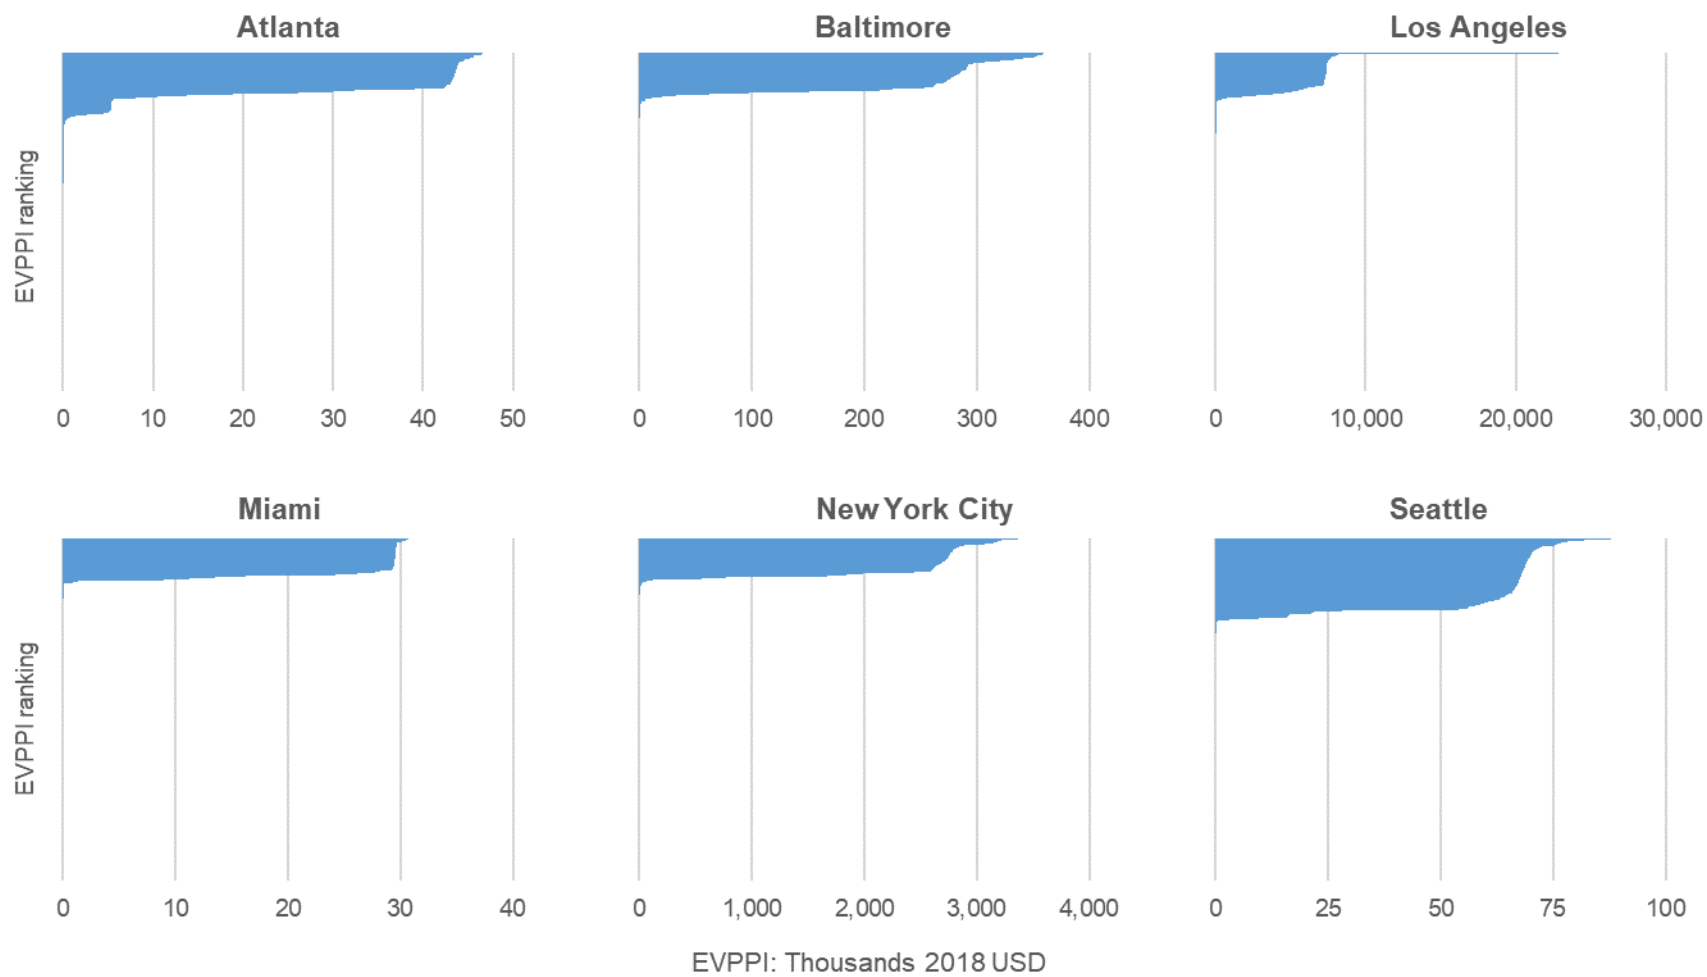 Atlanta Baltimore Los Angeles
EVPPI ranking
0 10 20 30 40 50 0 100 200 300 400 0 10,000 20,000 30,000
Miami New York City Seattle
EVPPI ranking
0 10 20 30 40 0 1,000 2,000 3,000 4,000 0 25 50 75 100
EVPPI: Thousands 2018 USD